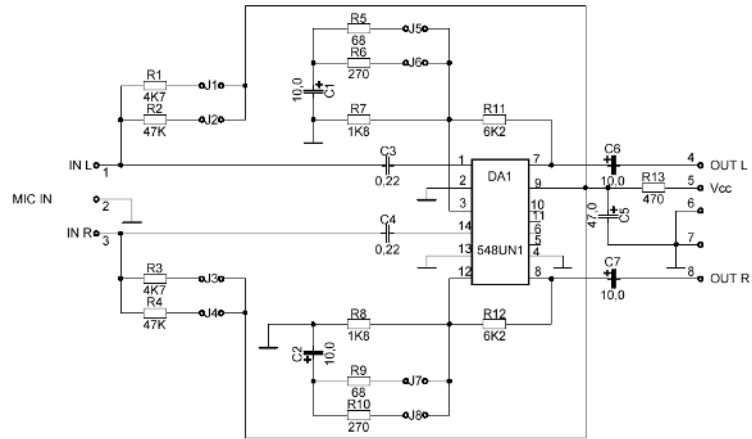 R5
J5
68
R6
J6
270
10,0
C1
R1
J1
4K7
R2
J2
47K
R7
1K8
R11
6K2
IN L
1
C3
0,22
1
7
C6
10,0
4
OUT L
DA1
2
9
R13
470
5
Vcc
MIC IN
2
3
10
11
47,0
C5
6
IN R
3
C4
0,22
14
6
5
13
548UN1
4
7
12
8
C7
10,0
8
OUT R
R3
J3
4K7
R4
J4
47K
R8
1K8
R12
6K2
C2
10,0
R9
J7
68
R10
J8
270